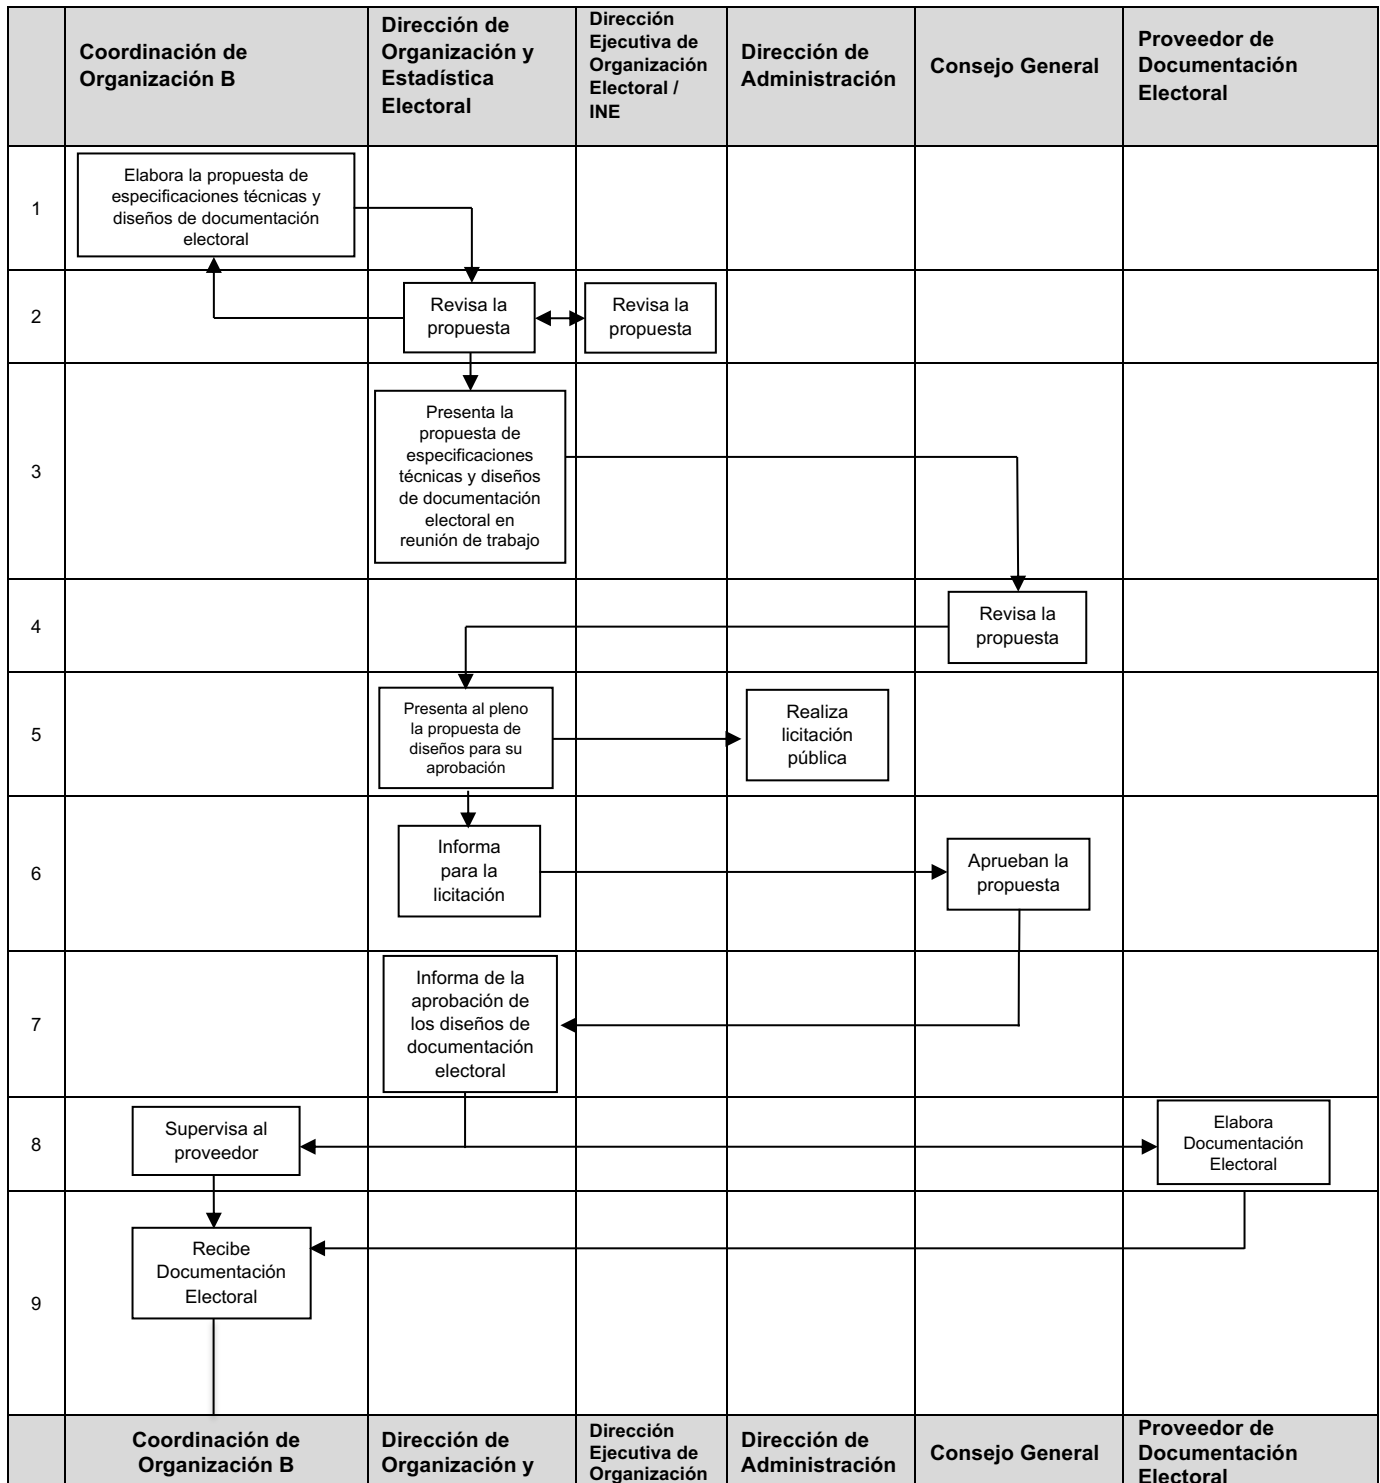 Coordinación de
Organización B
Dirección de
Organización y
Estadística
Electoral
Dirección
Ejecutiva de
Organización
Electoral /
INE
Dirección de
Administración
Consejo General
Proveedor de
Documentación
Electoral
1
Elabora la propuesta de
especificaciones técnicas y
diseños de documentación
electoral
2
Revisa la
propuesta
Revisa la
propuesta
3
Presenta la
propuesta de
especificaciones
técnicas y diseños
de documentación
electoral en
reunión de trabajo
4
Revisa la
propuesta
5
Presenta al pleno
la propuesta de
diseños para su
aprobación
Realiza
licitación
pública
6
Informa
para la
licitación
Aprueban la
propuesta
7
Informa de la
aprobación de
los diseños de
documentación
electoral
8
Supervisa al
proveedor
Elabora
Documentación
Electoral
9
Recibe
Documentación
Electoral
Coordinación de
Organización B
Dirección de
Organización y
Dirección
Ejecutiva de
Organización
Dirección de
Administración
Consejo General
Proveedor de
Documentación
Electoral